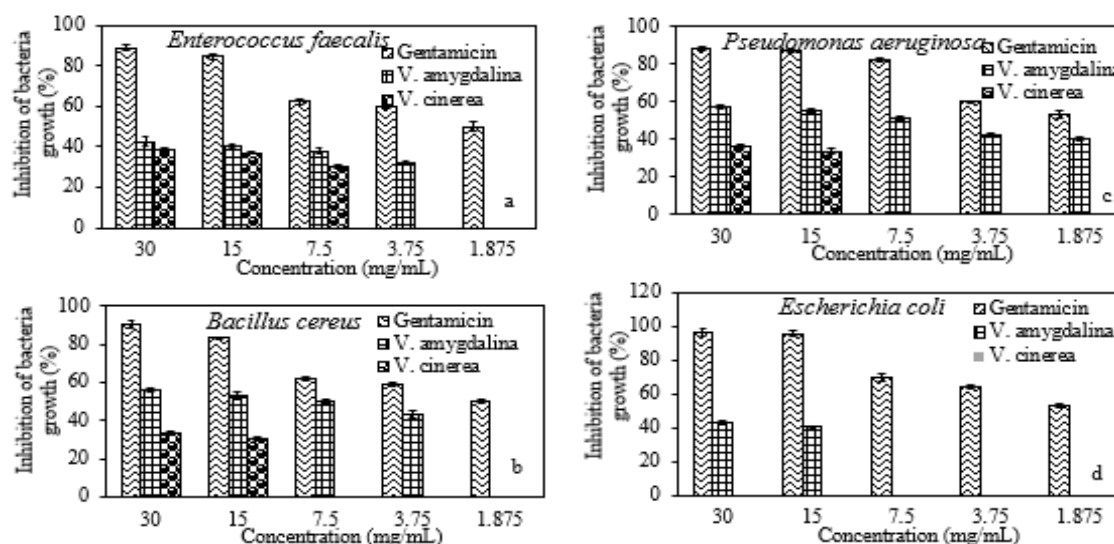 Enterococcus faecalis
Gentamicin
V. amygdalina
V. cinerea
Inhibition of bacteria
growth (%)
100
80
60
40
20
0
a
30 15 7.5 3.75 1.875
Concentration (mg/mL)
Pseudomonas aeruginosa
Gentamicin
V. amygdalina
V. cinerea
Inhibition of bacteria
growth (%)
100
80
60
40
20
0
c
30 15 7.5 3.75 1.875
Concentration (mg/mL)
Bacillus cereus
Gentamicin
V. amygdalina
V. cinerea
Inhibition of bacteria
growth (%)
100
80
60
40
20
0
b
30 15 7.5 3.75 1.875
Concentration (mg/mL)
Escherichia coli
Gentamicin
V. amygdalina
V. cinerea
Inhibition of bacteria
growth (%)
120
100
80
60
40
20
0
d
30 15 7.5 3.75 1.875
Concentration (mg/mL)